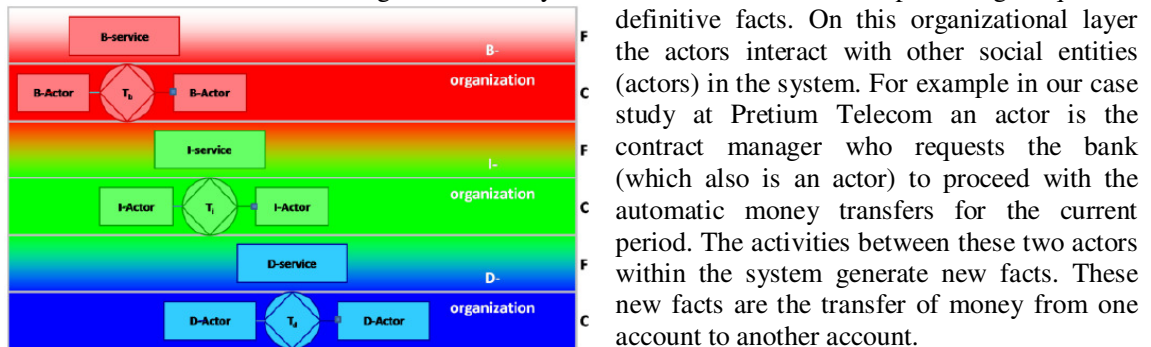 B-service
B-
F
organization
B-Actor
T_b
B-Actor
C
I-service
F
I-
organization
I-Actor
T_i
I-Actor
C
D-service
F
D-
organization
D-Actor
T_d
D-Actor
C
definitive facts. On this organizational layer
the actors interact with other social entities
(actors) in the system. For example in our case
study at Pretium Telecom an actor is the
contract manager who requests the bank
(which also is an actor) to proceed with the
automatic money transfers for the current
period. The activities between these two actors
within the system generate new facts. These
new facts are the transfer of money from one
account to another account.